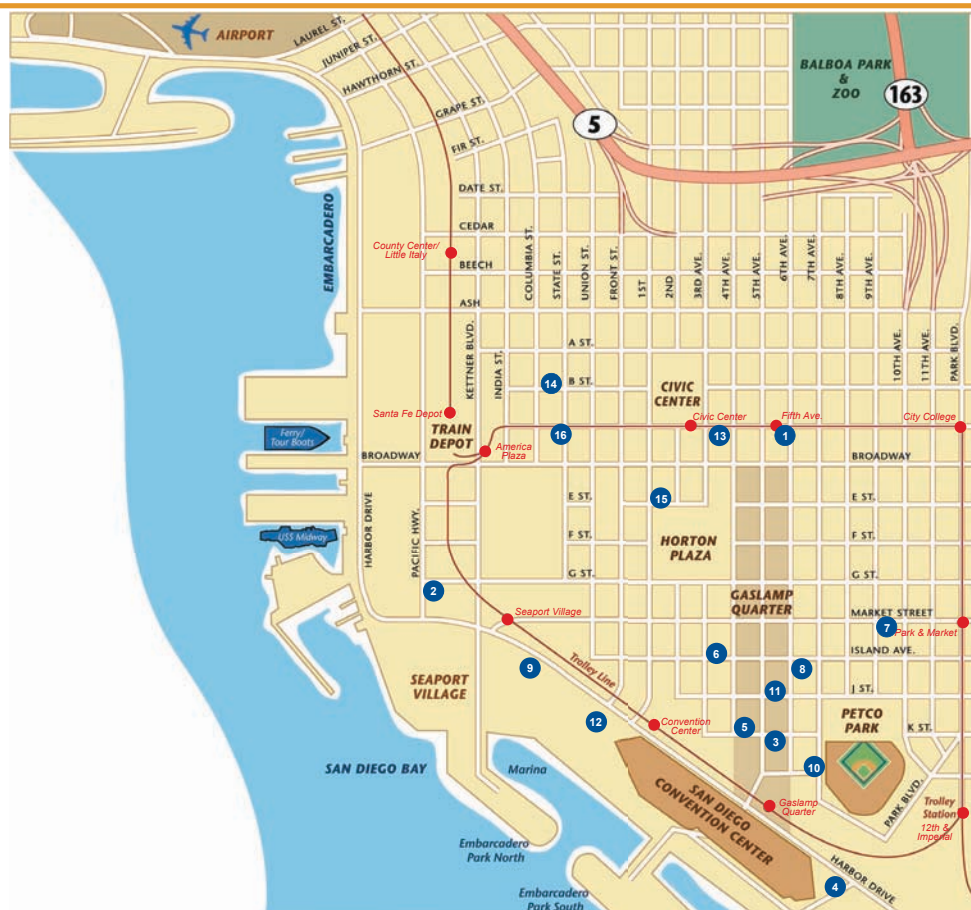 LAUREL ST.
AIRPORT
JUNIPER ST.
HAWTHORN ST.
GRAPE ST.
FIR ST.
5
BALBOA PARK
&
ZOO
163
DATE ST.
CEDAR
BEECH
ASH
County Center/
Little Italy
EMBARCADERO
COLUMBIA ST.
STATE ST.
UNION ST.
FRONT ST.
1ST
2ND
3RD AVE.
4TH AVE.
5TH AVE.
6TH AVE.
7TH AVE.
8TH AVE.
9TH AVE.
10TH AVE.
11TH AVE.
PARK BLVD.
KETTNER BLVD.
INDIA ST.
A ST.
B ST.
14
CIVIC
CENTER
Santa Fe Depot
TRAIN
DEPOT
America
Plaza
16
Civic Center
13
Fifth Ave.
1
City College
Ferry/
Tour Boats
BROADWAY
BROADWAY
E ST.
15
E ST.
F ST.
HORTON
PLAZA
F ST.
USS Midway
HARBOR DRIVE
PACIFIC HWY.
G ST.
G ST.
2
GASLAMP
QUARTER
Seaport Village
MARKET STREET
7
Park & Market
ISLAND AVE.
6
8
9
Trolley Line
SEAPORT
VILLAGE
11
J ST.
12
Convention
Center
5
3
PETCO
PARK
K ST.
10
SAN DIEGO BAY
Marina
SAN DIEGO
CONVENTION CENTER
Gaslamp
Quarter
PARK BLVD.
Trolley
Station
12th &
Imperial
Embarcadero
Park North
HARBOR DRIVE
4
Embarcadero
Park South